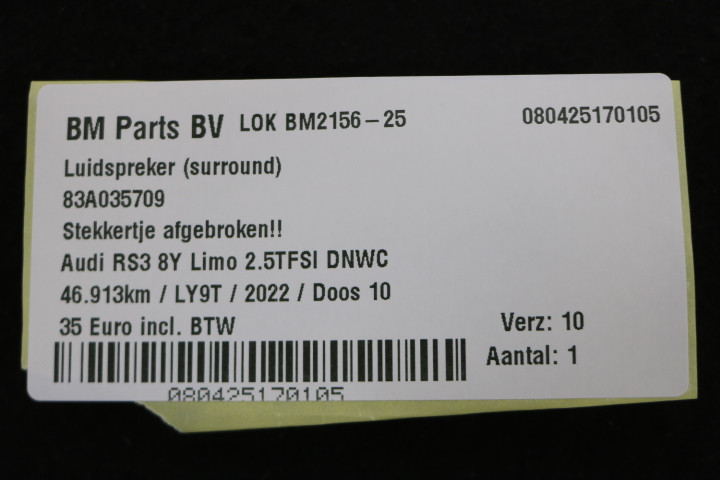 BM Parts BV LOK BM2156-25 080425170105
Luidspreker (surround)
83A035709
Stekkertje afgebroken!!
Audi RS3 8Y Limo 2.5TFSI DNWC
46.913km / LY9T / 2022 / Doos 10
35 Euro incl. BTW Verz: 10
Aantal: 1
080425170105